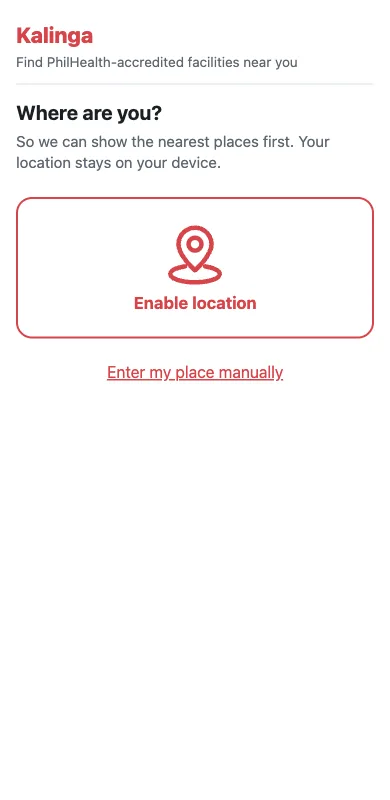 Kalinga
Find PhilHealth-accredited facilities near you
Where are you?
So we can show the nearest places first. Your
location stays on your device.
Enable location
Enter my place manually